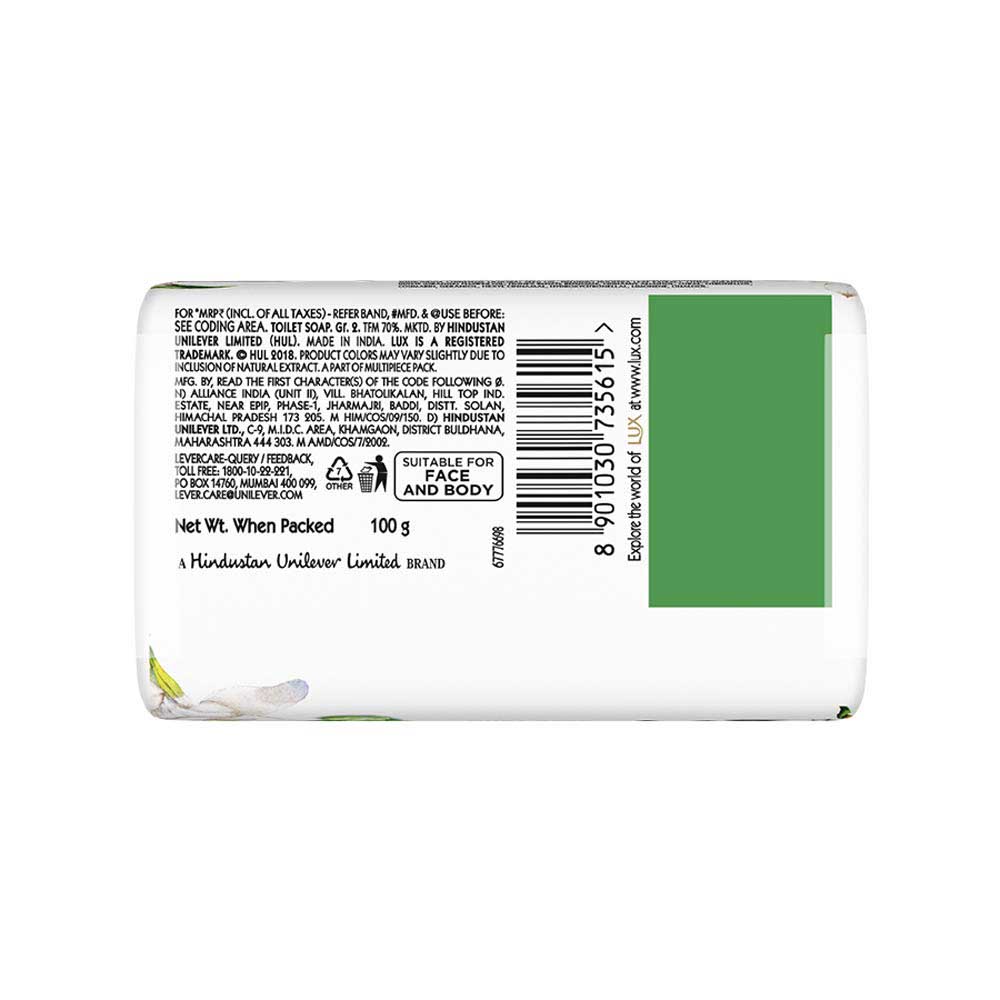 FOR *MRP₹ (INCL. OF ALL TAXES) - REFER BAND, #MFD. & @USE BEFORE:
SEE CODING AREA. TOILET SOAP. Gr. 2. TFM 70%. MKTD. BY HINDUSTAN
UNILEVER LIMITED (HUL). MADE IN INDIA. LUX IS A REGISTERED
TRADEMARK. © HUL 2018. PRODUCT COLORS MAY VARY SLIGHTLY DUE TO
INCLUSION OF NATURAL EXTRACT. A PART OF MULTIPIECE PACK.
MFG. BY, READ THE FIRST CHARACTER(S) OF THE CODE FOLLOWING Ø.
N) ALLIANCE INDIA (UNIT II), VILL. BHATOLIKALAN, HILL TOP IND.
ESTATE, NEAR EPIP, PHASE-1, JHARMAJRI, BADDI, DISTT. SOLAN,
HIMACHAL PRADESH 173 205. M HIM/COS/09/150. D) HINDUSTAN
UNILEVER LTD., C-9, M.I.D.C. AREA, KHAMGAON, DISTRICT BULDHANA,
MAHARASHTRA 444 303. M AMD/COS/7/2002.
LEVERCARE-QUERY / FEEDBACK,
TOLL FREE: 1800-10-22-221,
PO BOX 14760, MUMBAI 400 099,
LEVER.CARE@UNILEVER.COM
7
OTHER
SUITABLE FOR
FACE
AND BODY
Net Wt. When Packed 100 g
A Hindustan Unilever Limited BRAND
67776698
8 901030 735615 >
Explore the world of LUX at www.lux.com